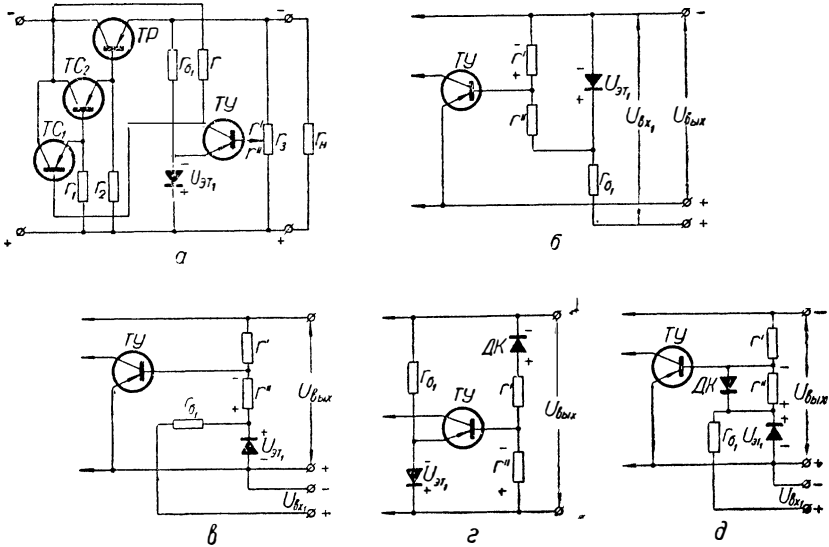 − −
ТР
ТС₂
ТС₁
rб₁ r
ТУ
r'
r"
rз rн
r₁ r₂
Uэт₁
− +
+ +
а
−
ТУ
r'
− +
r"
Uэт₁
− +
Uвх₁ Uвых
rб₁
+
+
б
ТУ
r'
r"
− +
rб₁
Uэт₁
+ −
Uвых
+
−
Uвх₁
+
в
ДК
− +
rб₁
r'
ТУ
Uвых
Uэт₁
− +
r"
− +
г
−
ТУ
r'
ДК
r"
− +
rб₁
Uэт₁
+ −
Uвых
+
−
Uвх₁
+
д